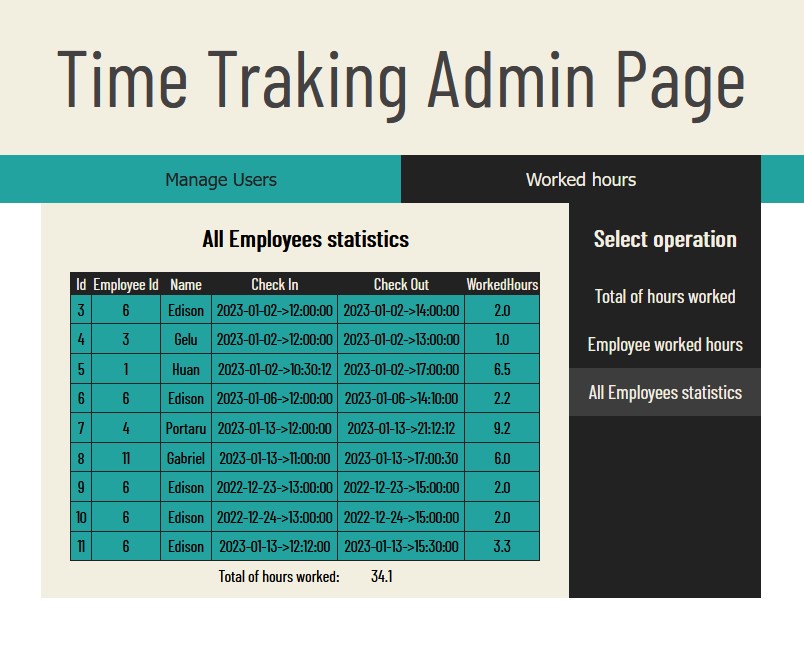 Time Traking Admin Page
Manage Users Worked hours
All Employees statistics
Id Employee Id Name Check In Check Out WorkedHours
3 6 Edison 2023-01-02->12:00:00 2023-01-02->14:00:00 2.0
4 3 Gelu 2023-01-02->12:00:00 2023-01-02->13:00:00 1.0
5 1 Huan 2023-01-02->10:30:12 2023-01-02->17:00:00 6.5
6 6 Edison 2023-01-06->12:00:00 2023-01-06->14:10:00 2.2
7 4 Portaru 2023-01-13->12:00:00 2023-01-13->21:12:12 9.2
8 11 Gabriel 2023-01-13->11:00:00 2023-01-13->17:00:30 6.0
9 6 Edison 2022-12-23->13:00:00 2022-12-23->15:00:00 2.0
10 6 Edison 2022-12-24->13:00:00 2022-12-24->15:00:00 2.0
11 6 Edison 2023-01-13->12:12:00 2023-01-13->15:30:00 3.3
Total of hours worked: 34.1
Select operation
Total of hours worked
Employee worked hours
All Employees statistics